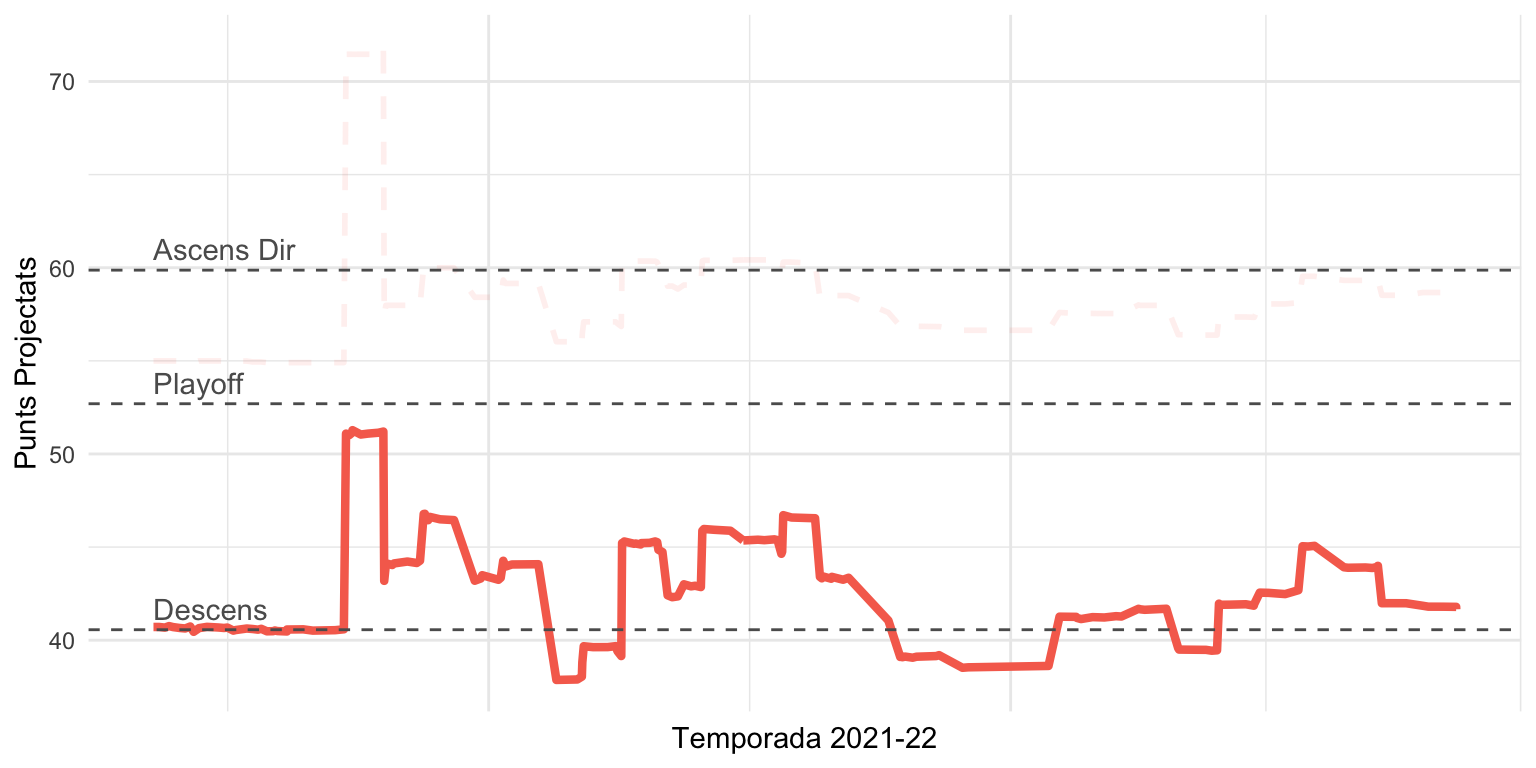 70
Ascens Dir
60
Playoff
50
Descens
40
Punts Projectats
Temporada 2021-22